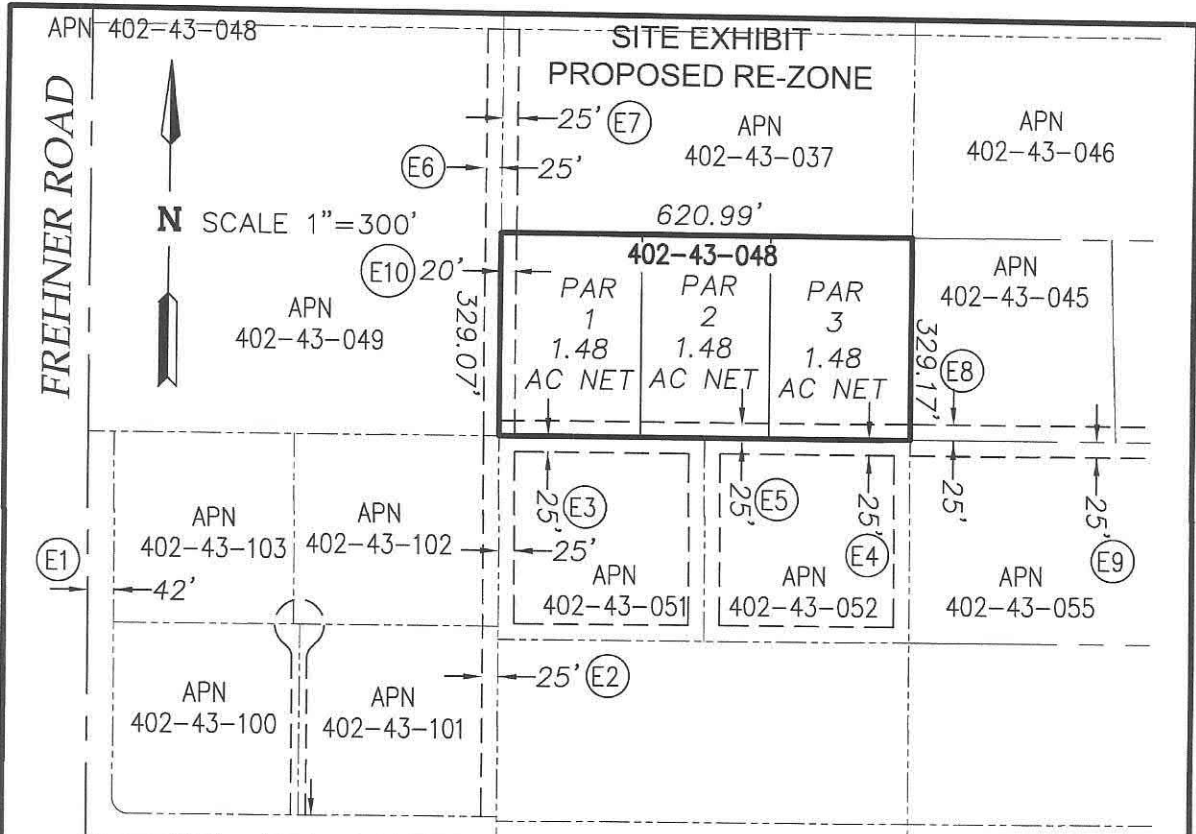 APN 402-43-048
SITE EXHIBIT
PROPOSED RE-ZONE
FREHNER ROAD
25' E7
APN
402-43-037
APN
402-43-046
E6
25'
N SCALE 1"=300'
620.99'
E10 20'
402-43-048
APN
402-43-049
329.07'
PAR
1
1.48
AC NET
PAR
2
1.48
AC NET
PAR
3
1.48
AC NET
329.17'
APN
402-43-045
E8
25'
25'
E9
APN
402-43-103
APN
402-43-102
25'
E3
25'
25'
E5
25'
E4
E1
42'
APN
402-43-051
APN
402-43-052
APN
402-43-055
25' E2
APN
402-43-100
APN
402-43-101